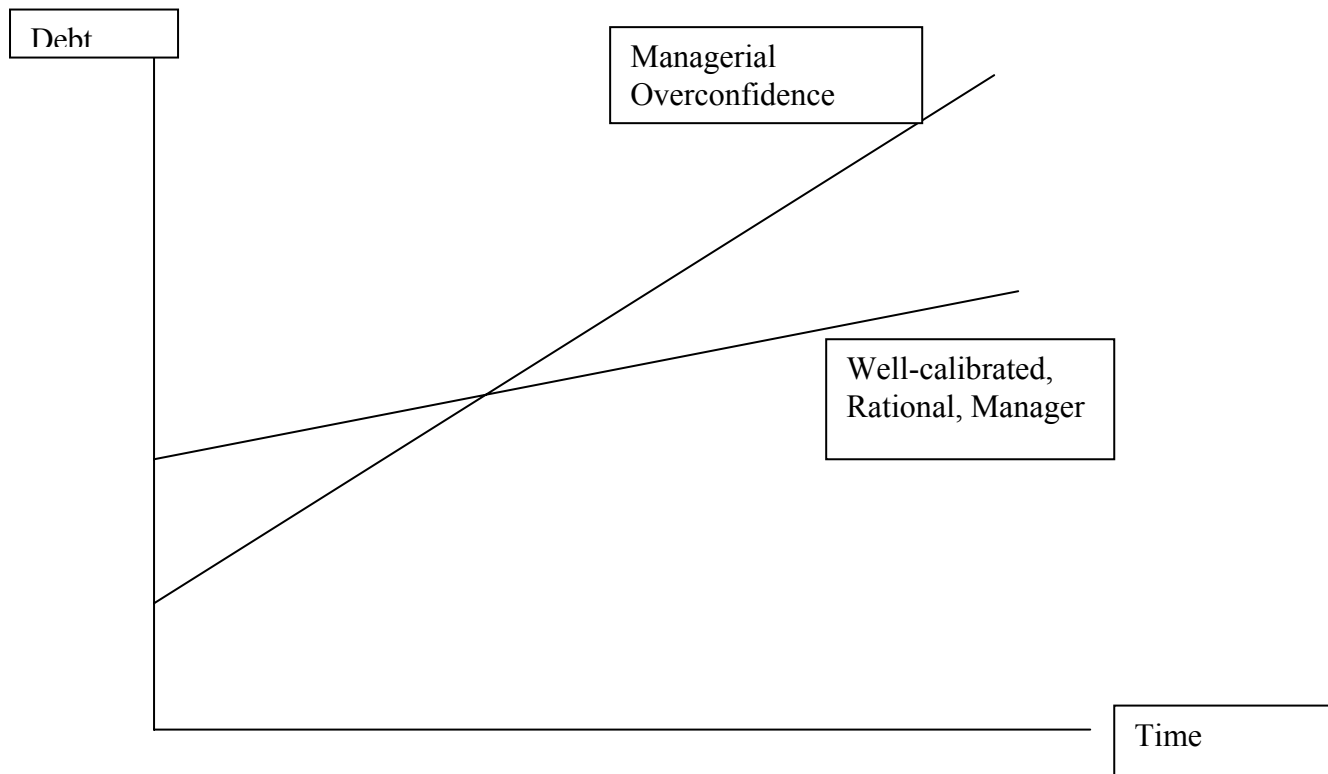 Debt
Managerial
Overconfidence
Well-calibrated,
Rational, Manager
Time